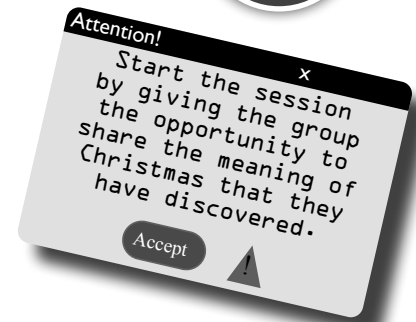 Attention!
x
Start the session
by giving the group
the opportunity to
share the meaning of
Christmas that they
have discovered.
Accept
!